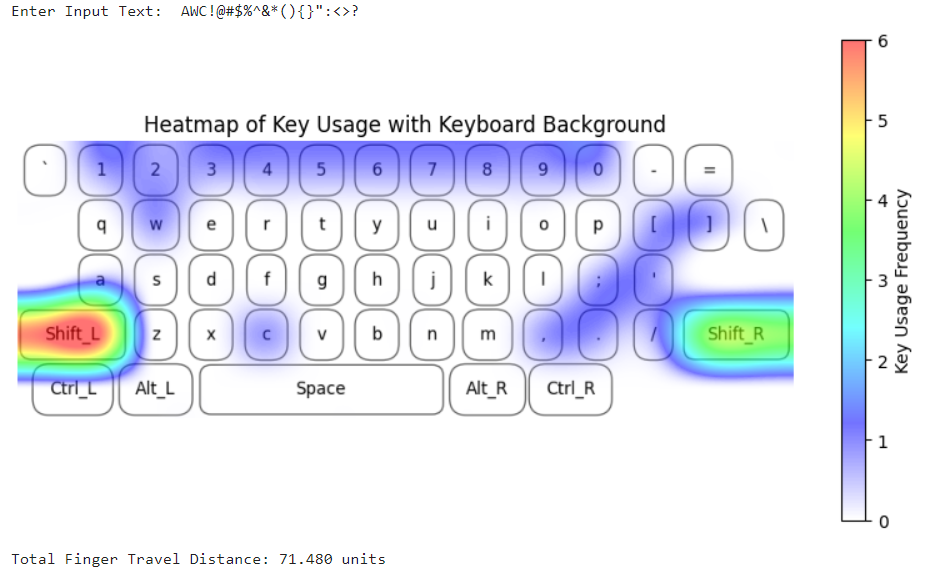 Enter Input Text:  AWC!@#$%^&*(){}":<>?
Heatmap of Key Usage with Keyboard Background
` 1 2 3 4 5 6 7 8 9 0 - =
q w e r t y u i o p [ ] \
a s d f g h j k l ; '
Shift_L z x c v b n m , . / Shift_R
Ctrl_L Alt_L Space Alt_R Ctrl_R
6
5
4
3
2
1
0
Key Usage Frequency
Total Finger Travel Distance: 71.480 units